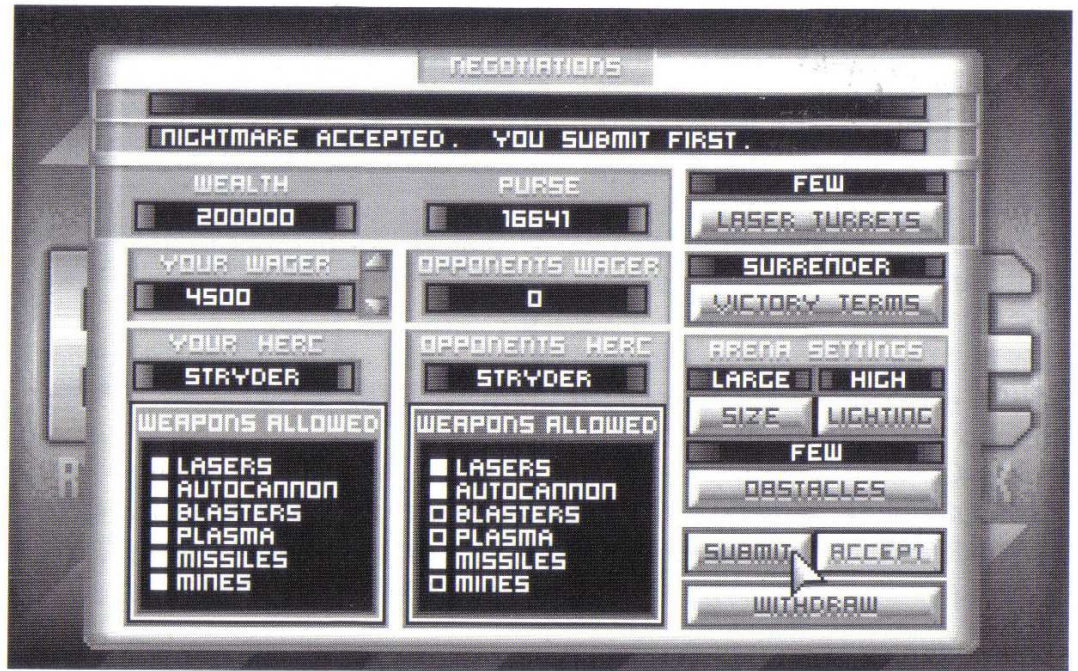 NEGOTIATIONS
NIGHTMARE ACCEPTED. YOU SUBMIT FIRST.
WEALTH
200000
PURSE
16641
FEW
LASER TURRETS
YOUR WAGER
4500
OPPONENTS WAGER
0
SURRENDER
VICTORY TERMS
YOUR HERC
STRYDER
OPPONENTS HERC
STRYDER
ARENA SETTINGS
LARGE HIGH
SIZE LIGHTING
FEW
OBSTACLES
WEAPONS ALLOWED
LASERS
AUTOCANNON
BLASTERS
PLASMA
MISSILES
MINES
WEAPONS ALLOWED
LASERS
AUTOCANNON
BLASTERS
PLASMA
MISSILES
MINES
SUBMIT ACCEPT
WITHDRAW